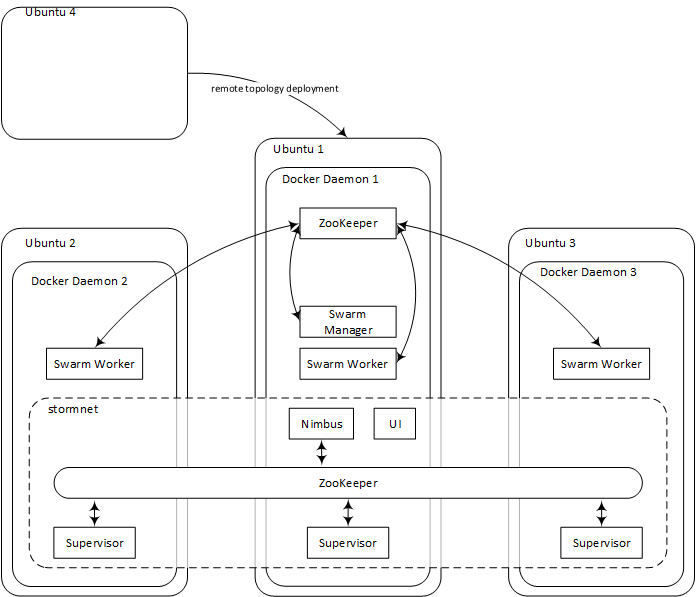 Ubuntu 4
remote topology deployment
Ubuntu 1
Docker Daemon 1
ZooKeeper
Ubuntu 2
Ubuntu 3
Docker Daemon 2
Docker Daemon 3
Swarm
Manager
Swarm Worker
Swarm Worker
Swarm Worker
stormnet
Nimbus
UI
ZooKeeper
Supervisor
Supervisor
Supervisor